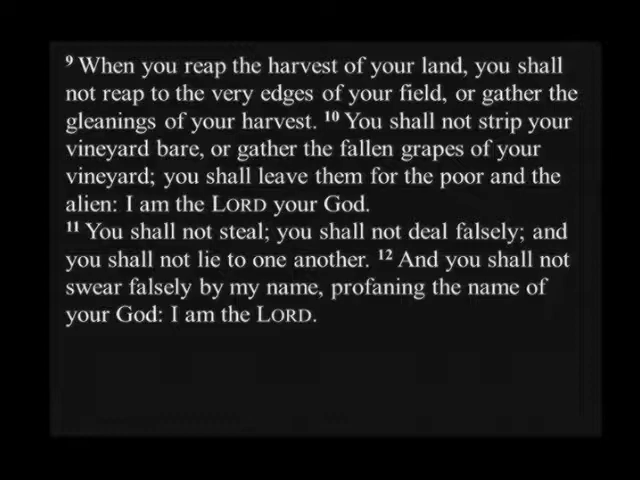 9 When you reap the harvest of your land, you shall
not reap to the very edges of your field, or gather the
gleanings of your harvest. 10 You shall not strip your
vineyard bare, or gather the fallen grapes of your
vineyard; you shall leave them for the poor and the
alien: I am the LORD your God.
11 You shall not steal; you shall not deal falsely; and
you shall not lie to one another. 12 And you shall not
swear falsely by my name, profaning the name of
your God: I am the LORD.